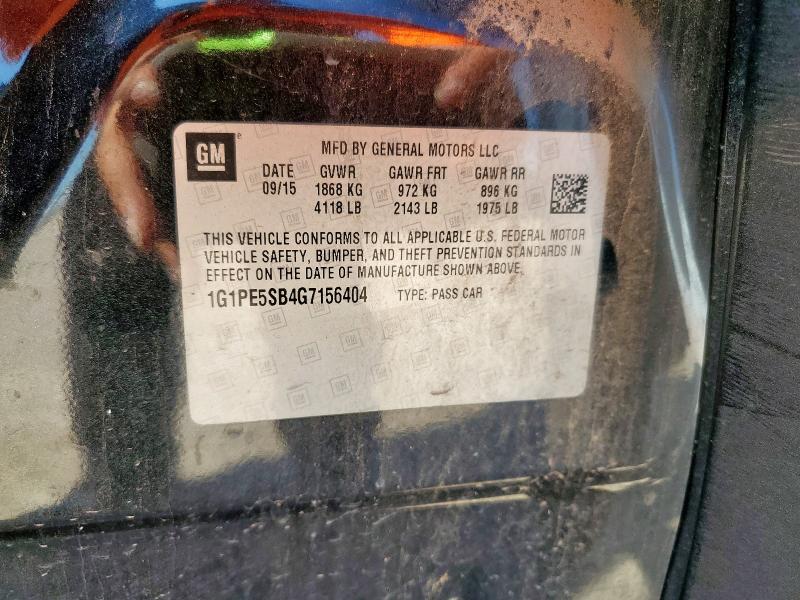 GM
MFD BY GENERAL MOTORS LLC
DATE GVWR GAWR FRT GAWR RR
09/15 1868 KG 972 KG 896 KG
4118 LB 2143 LB 1975 LB
THIS VEHICLE CONFORMS TO ALL APPLICABLE U.S. FEDERAL MOTOR
VEHICLE SAFETY, BUMPER, AND THEFT PREVENTION STANDARDS IN
EFFECT ON THE DATE OF MANUFACTURE SHOWN ABOVE.
1G1PE5SB4G7156404 TYPE: PASS CAR